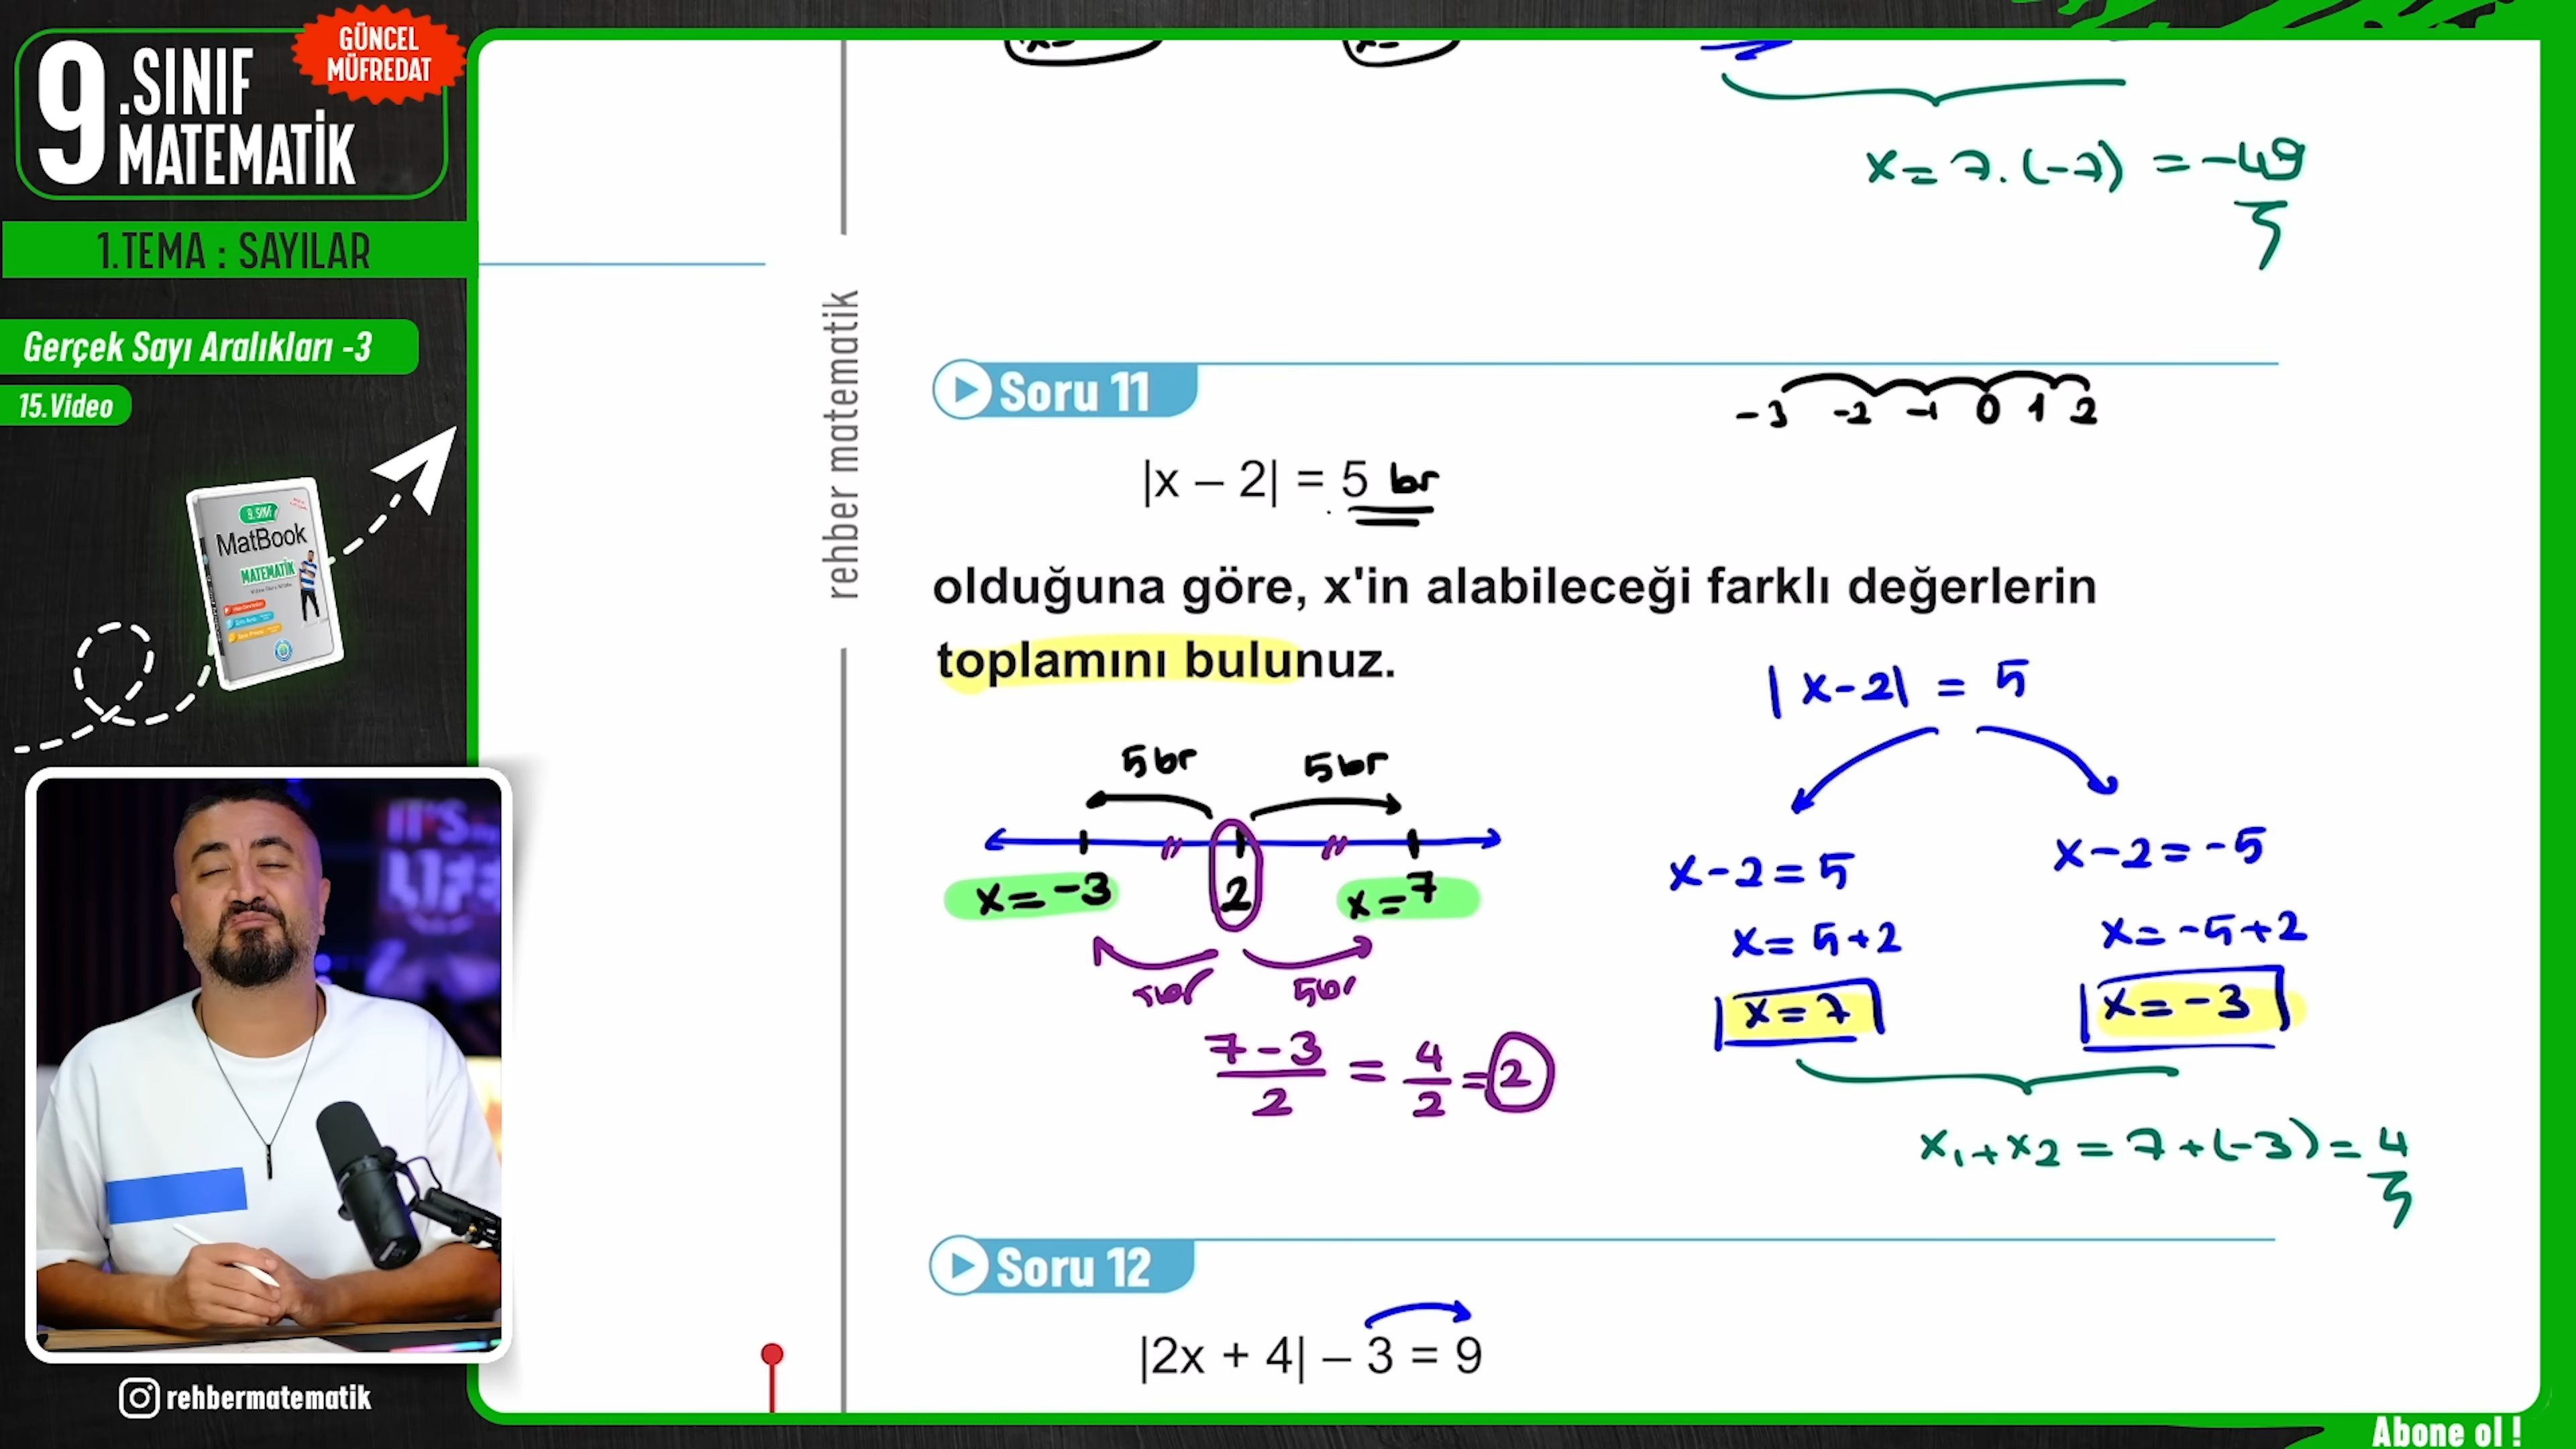 9.SINIF
MATEMATİK
GÜNCEL
MÜFREDAT
1.TEMA : SAYILAR
Gerçek Sayı Aralıkları -3
15.Video
9. SINIF
MatBook
MATEMATİK
rehbermatematik
rehber matematik
x = 7.(-7) = -49
Soru 11
-3 -2 -1 0 1 2
|x – 2| = 5 br
olduğuna göre, x'in alabileceği farklı değerlerin
toplamını bulunuz.
5br 5br
x = -3 2 x = 7
5br 5br
7-3/2 = 4/2 = 2
|x-2| = 5
x-2 = 5 x-2 = -5
x = 5+2 x = -5+2
x = 7 x = -3
x₁+x₂ = 7+(-3) = 4
Soru 12
|2x + 4| – 3 = 9
Abone ol !